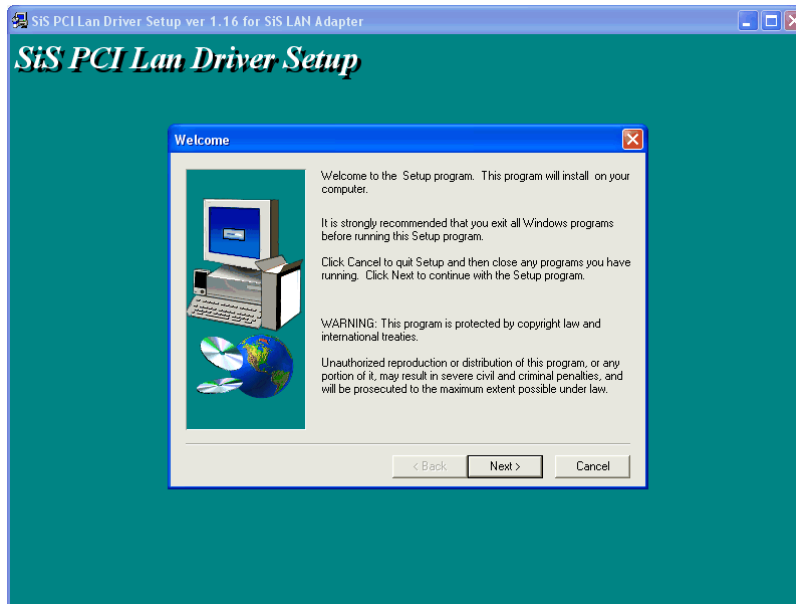 SiS PCI Lan Driver Setup ver 1.16 for SiS LAN Adapter
SiS PCI Lan Driver Setup
Welcome
Welcome to the  Setup program.  This program will install  on your
computer.
It is strongly recommended that you exit all Windows programs
before running this Setup program.
Click Cancel to quit Setup and then close any programs you have
running.  Click Next to continue with the Setup program.
WARNING: This program is protected by copyright law and
international treaties.
Unauthorized reproduction or distribution of this program, or any
portion of it, may result in severe civil and criminal penalties, and
will be prosecuted to the maximum extent possible under law.
< Back
Next >
Cancel